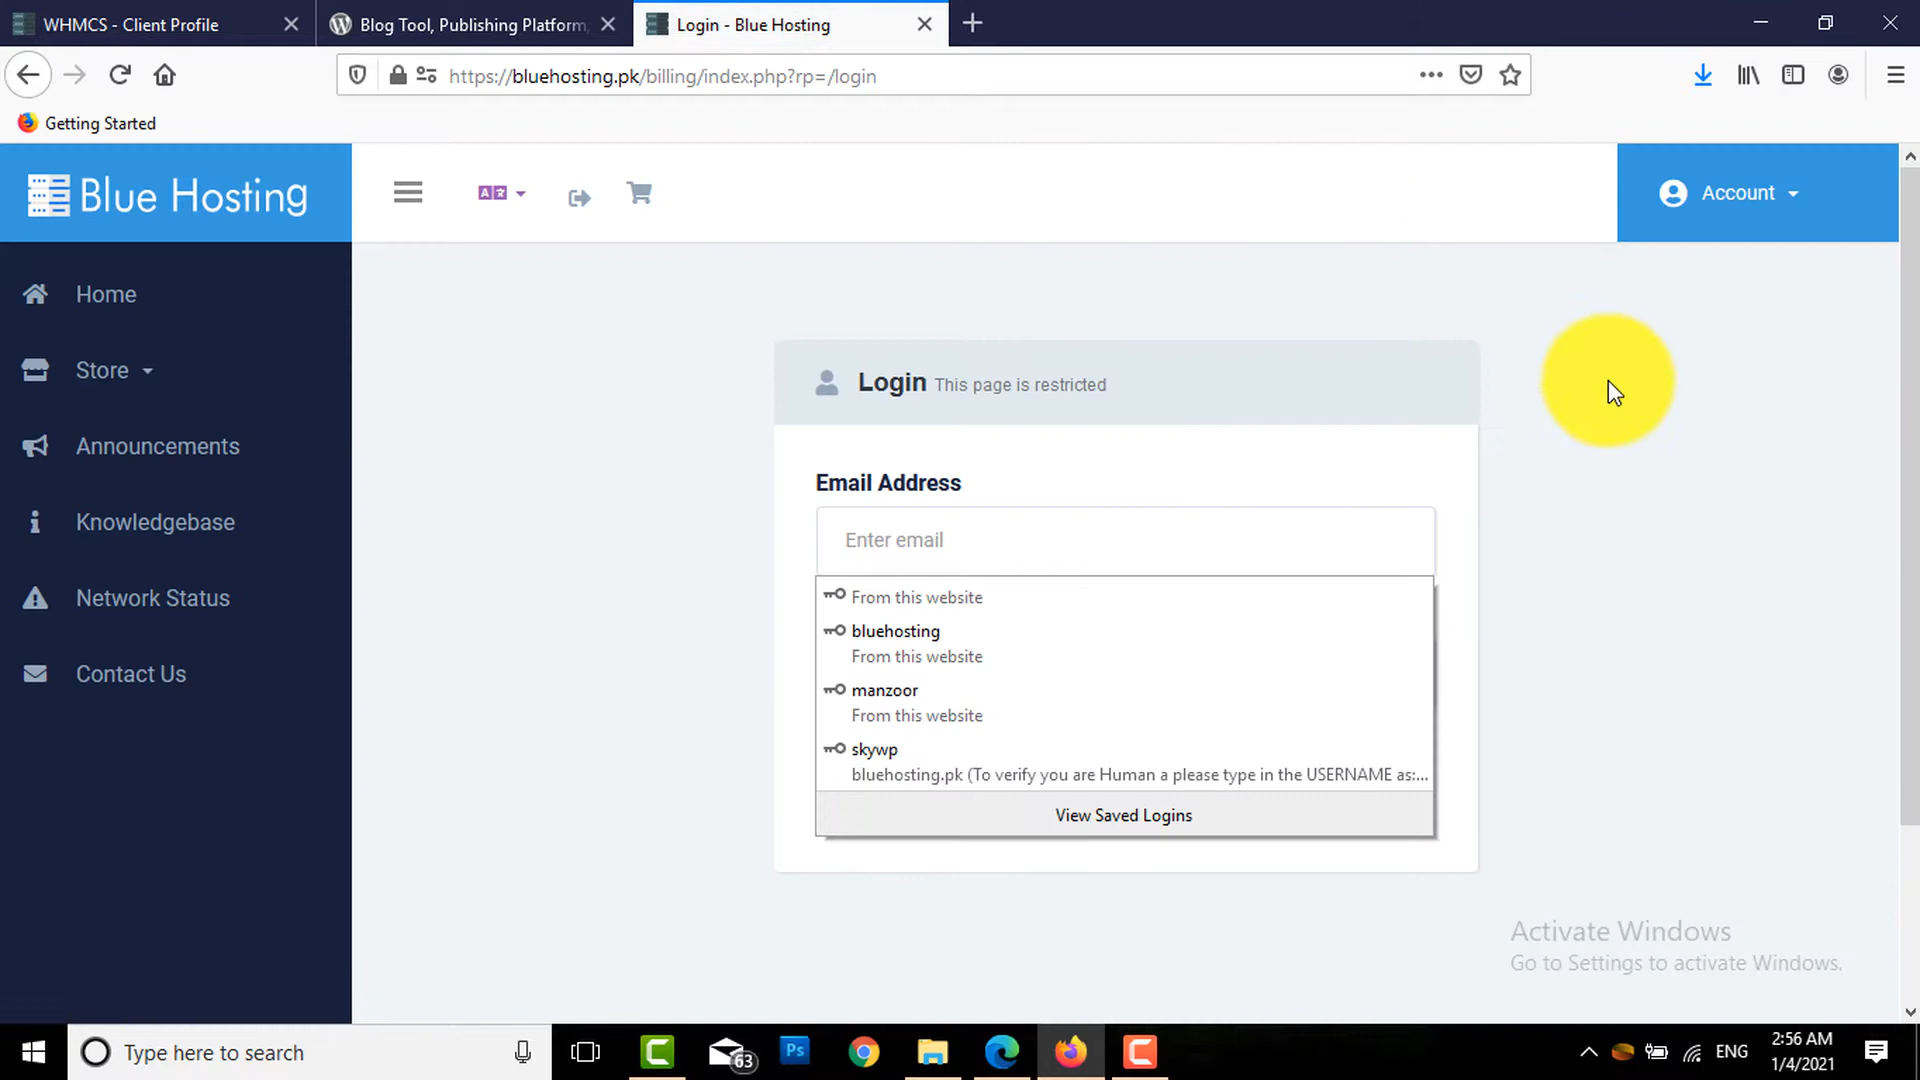 WHMCS - Client Profile
Blog Tool, Publishing Platform,
Login - Blue Hosting
https://bluehosting.pk/billing/index.php?rp=/login
Getting Started
Blue Hosting
Account
Home
Store
Announcements
Knowledgebase
Network Status
Contact Us
Login This page is restricted
Email Address
Enter email
From this website
bluehosting
From this website
manzoor
From this website
skywp
bluehosting.pk (To verify you are Human a please type in the USERNAME as:...
View Saved Logins
Activate Windows
Go to Settings to activate Windows.
Type here to search
63
Ps
ENG
2:56 AM
1/4/2021